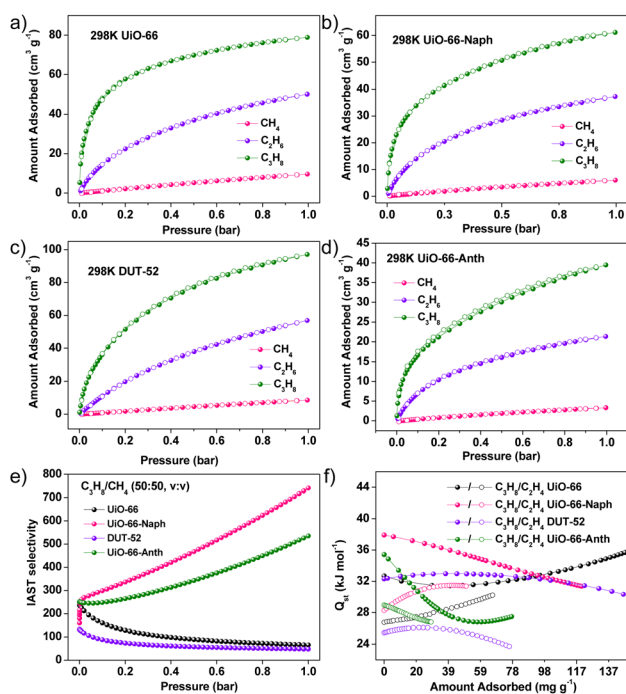 a)
298K UiO-66
Amount Adsorbed (cm³ g⁻¹)
80
60
40
20
0
CH₄
C₂H₆
C₃H₈
0.0 0.2 0.4 0.6 0.8 1.0
Pressure (bar)
b)
298K UiO-66-Naph
Amount Adsorbed (cm³ g⁻¹)
60
50
40
30
20
10
0
CH₄
C₂H₆
C₃H₈
0.0 0.3 0.5 0.8 1.0
Pressure (bar)
c)
298K DUT-52
Amount Adsorbed (cm³ g⁻¹)
100
80
60
40
20
0
CH₄
C₂H₆
C₃H₈
0.0 0.2 0.4 0.6 0.8 1.0
Pressure (bar)
d)
298K UiO-66-Anth
Amount Adsorbed (cm³ g⁻¹)
45
40
35
30
25
20
15
10
5
0
CH₄
C₂H₆
C₃H₈
0.0 0.2 0.4 0.6 0.8 1.0
Pressure (bar)
e)
C₃H₈/CH₄ (50:50, v:v)
UiO-66
UiO-66-Naph
DUT-52
UiO-66-Anth
IAST selectivity
800
700
600
500
400
300
200
100
0
0.0 0.2 0.4 0.6 0.8 1.0
Pressure (bar)
f)
/ C₃H₈/C₂H₄ UiO-66
/ C₃H₈/C₂H₄ UiO-66-Naph
/ C₃H₈/C₂H₄ DUT-52
/ C₃H₈/C₂H₄ UiO-66-Anth
Qst (kJ mol⁻¹)
44
40
36
32
28
24
0 20 39 59 78 98 117 137
Amount Adsorbed (mg g⁻¹)